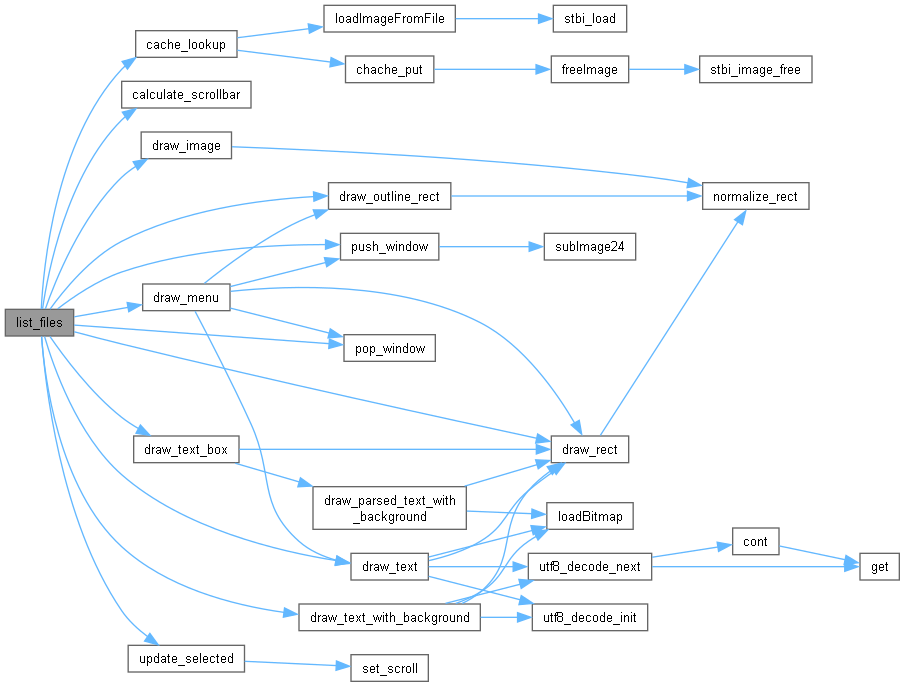 loadImageFromFile
stbi_load
cache_lookup
chache_put
freeImage
stbi_image_free
calculate_scrollbar
draw_image
draw_outline_rect
normalize_rect
push_window
subImage24
draw_menu
list_files
pop_window
draw_text_box
draw_rect
draw_parsed_text_with
_background
loadBitmap
cont
draw_text
utf8_decode_next
get
draw_text_with_background
utf8_decode_init
update_selected
set_scroll